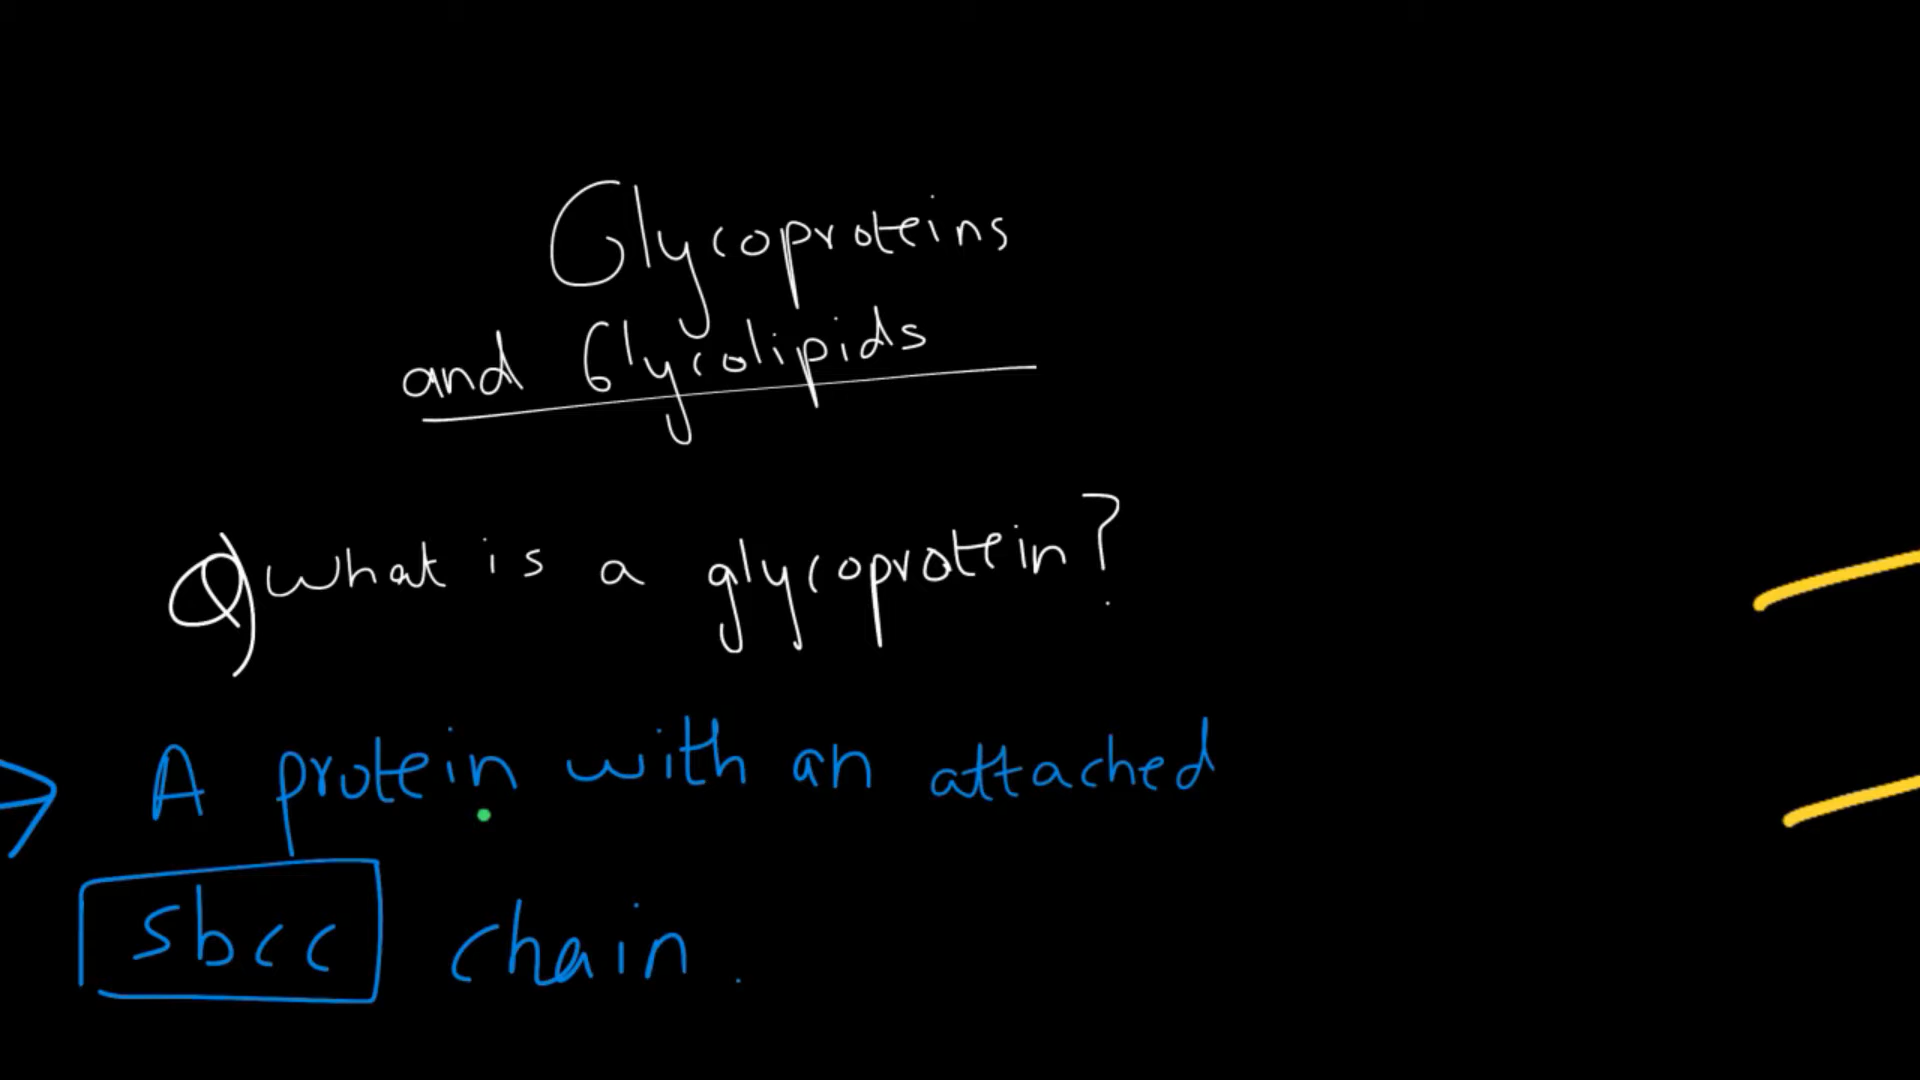 Glycoproteins
and Glycolipids
Q) What is a glycoprotein?
A protein with an attached
sbcc chain.